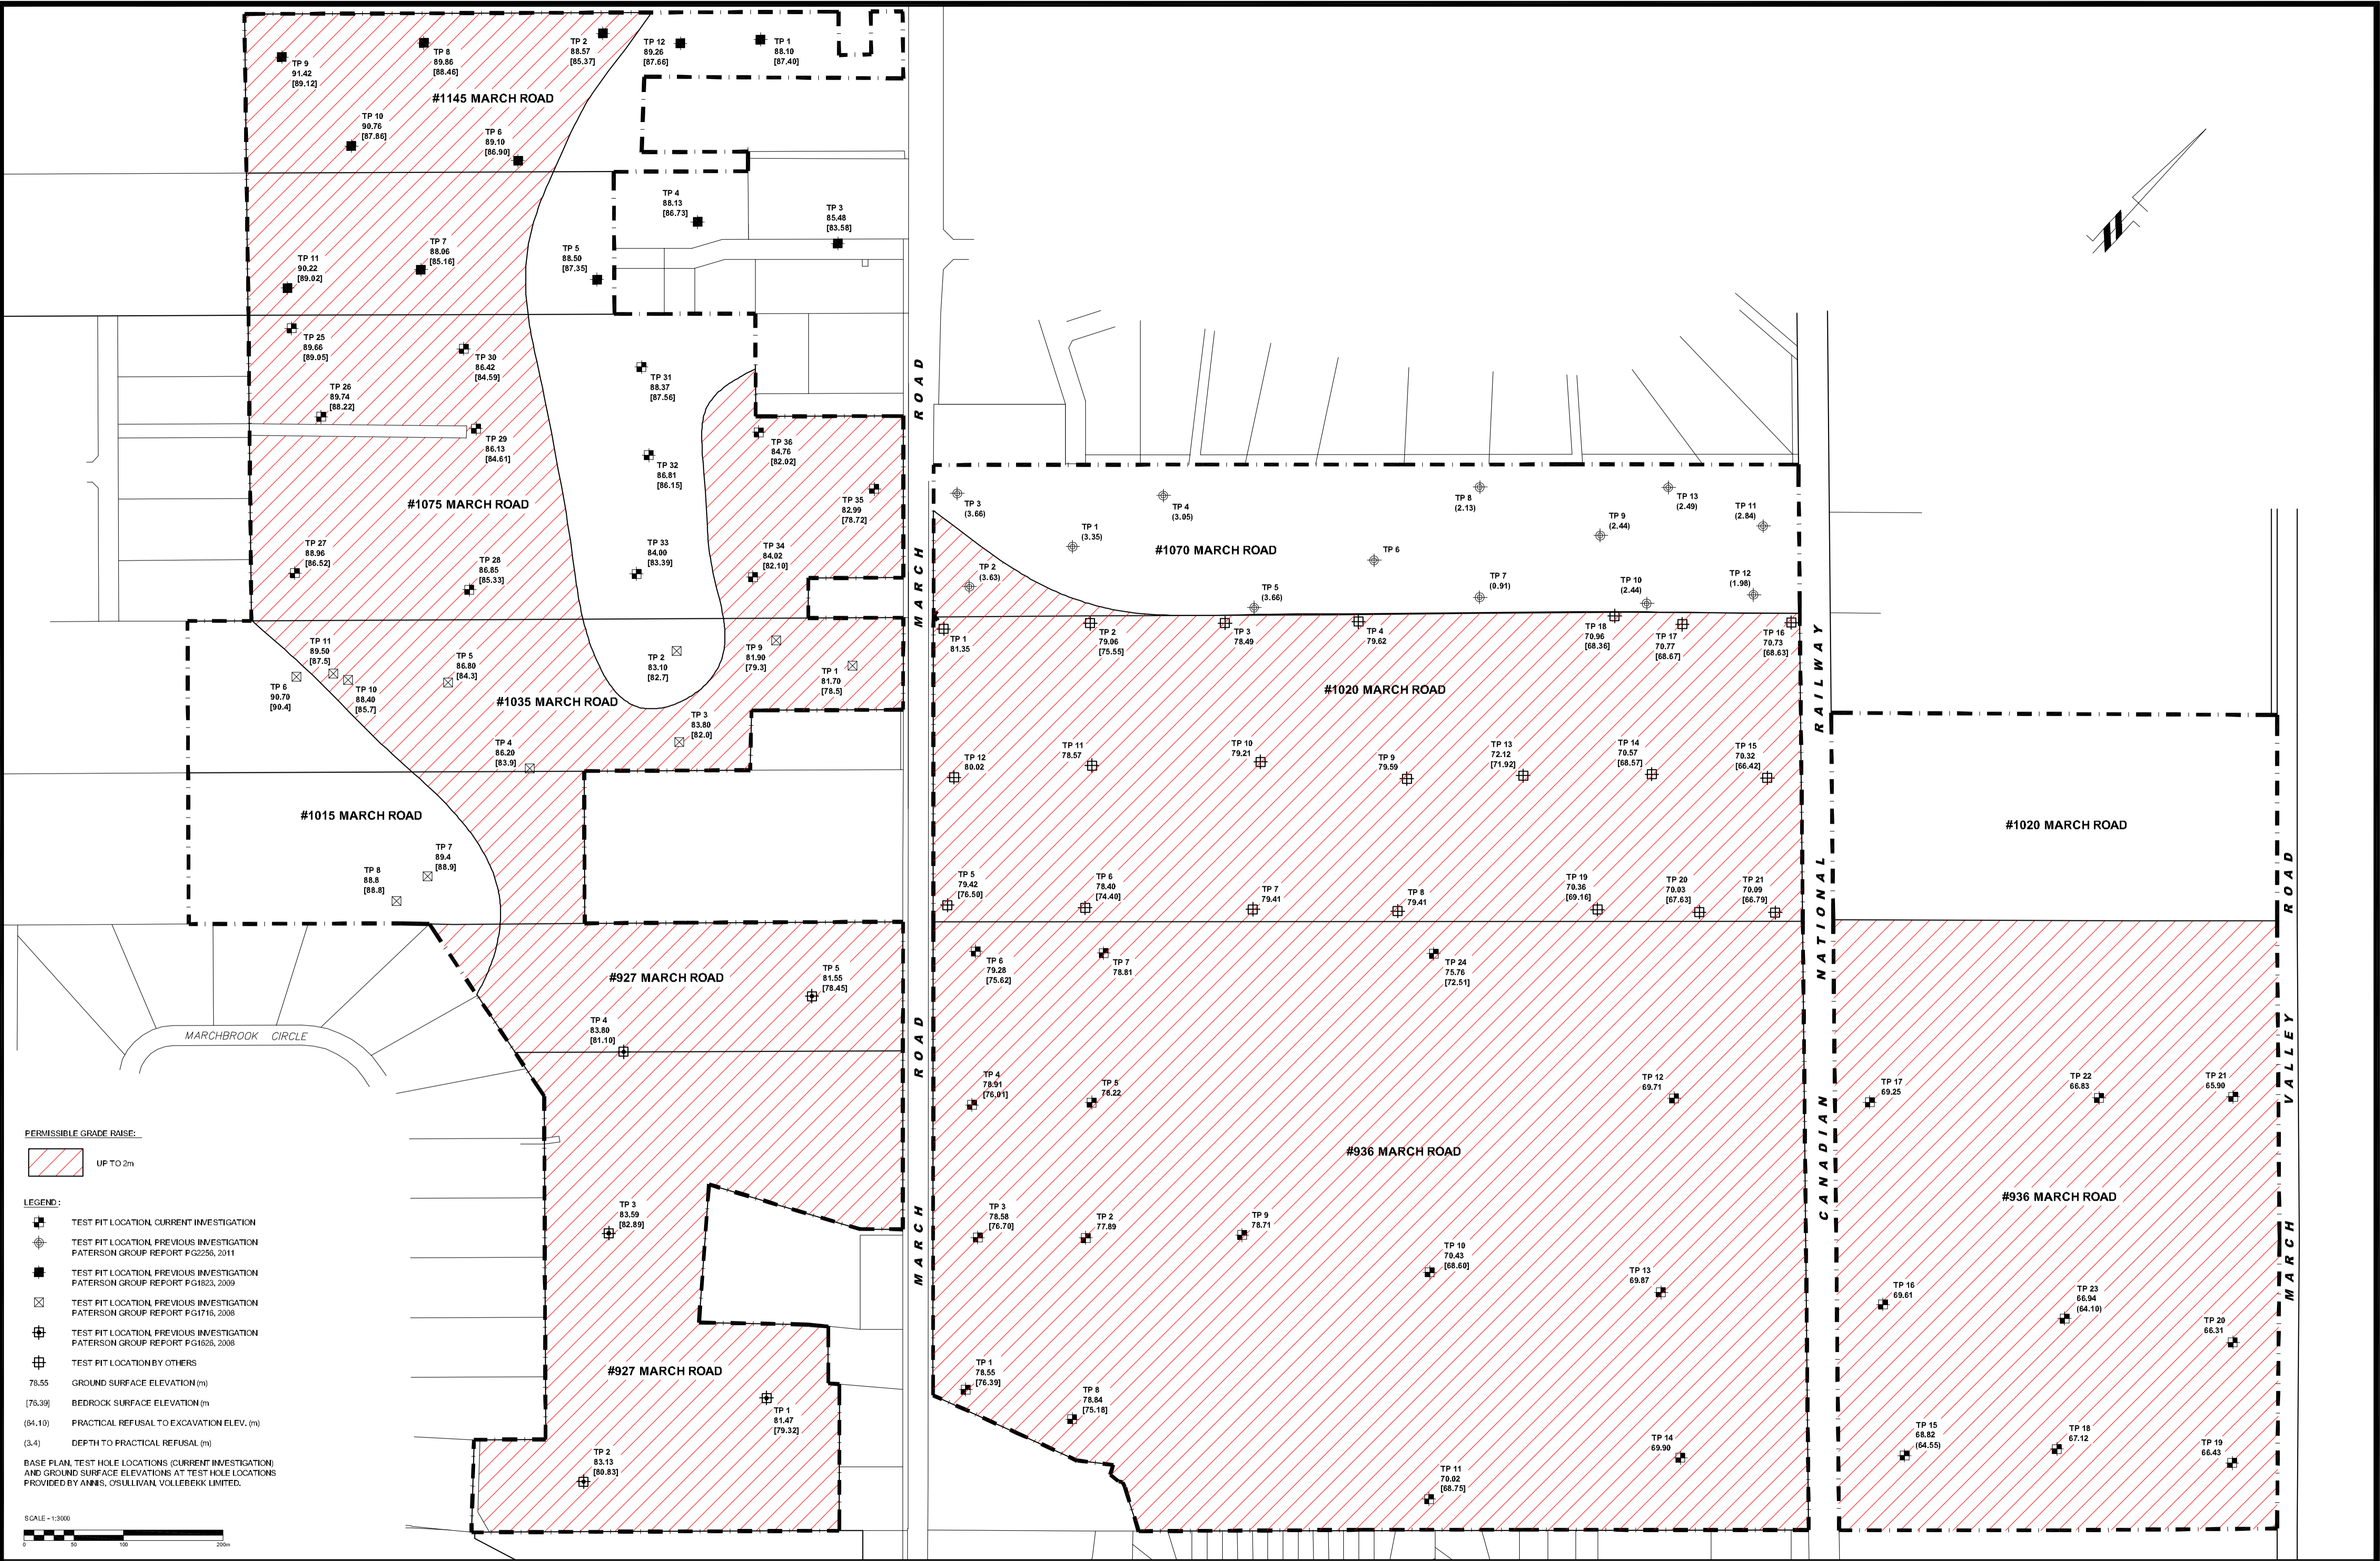 TP 9
91.42
[89.12]
TP 8
89.86
[88.46]
TP 2
88.57
[85.37]
TP 12
89.26
[87.66]
TP 1
88.10
[87.40]
#1145 MARCH ROAD
TP 10
90.76
[87.86]
TP 6
89.10
[86.90]
TP 4
88.13
[86.73]
TP 3
85.48
[83.58]
TP 7
88.06
[85.16]
TP 5
88.50
[87.35]
TP 11
90.22
[89.02]
TP 25
89.66
[89.05]
TP 30
86.42
[84.59]
TP 31
88.37
[87.56]
TP 26
89.74
[88.22]
TP 29
86.13
[84.61]
TP 36
84.76
[82.02]
TP 32
86.81
[86.15]
TP 35
82.99
[78.72]
#1075 MARCH ROAD
TP 27
88.96
[86.52]
TP 28
86.85
[85.33]
TP 33
84.00
[83.39]
TP 34
84.02
[82.10]
TP 11
89.50
[87.5]
TP 6
90.70
[90.4]
TP 10
88.40
[85.7]
TP 5
86.80
[84.3]
TP 2
83.10
[82.7]
TP 9
81.90
[79.3]
TP 1
81.70
[78.5]
#1035 MARCH ROAD
TP 3
83.80
[82.0]
TP 4
86.20
[83.9]
#1015 MARCH ROAD
TP 7
89.4
[88.9]
TP 8
88.8
[88.8]
#927 MARCH ROAD
TP 5
81.55
[78.45]
TP 4
83.80
[81.10]
MARCHBROOK CIRCLE
TP 3
83.59
[82.89]
#927 MARCH ROAD
TP 1
81.47
[79.32]
TP 2
83.13
[80.83]
MARCH ROAD
MARCH ROAD
TP 3
(3.66)
TP 4
(3.05)
TP 8
(2.13)
TP 13
(2.49)
TP 11
(2.84)
TP 1
(3.35)
TP 9
(2.44)
#1070 MARCH ROAD
TP 6
TP 2
(3.63)
TP 5
(3.66)
TP 7
(0.91)
TP 10
(2.44)
TP 12
(1.98)
TP 1
81.35
TP 2
79.06
[75.55]
TP 3
78.49
TP 4
79.62
TP 18
70.96
[68.36]
TP 17
70.77
[68.67]
TP 16
70.73
[68.63]
#1020 MARCH ROAD
TP 12
80.02
TP 11
78.57
TP 10
79.21
TP 9
79.59
TP 13
72.12
[71.92]
TP 14
70.57
[68.57]
TP 15
70.32
[66.42]
TP 5
79.42
[76.50]
TP 6
78.40
[74.40]
TP 7
79.41
TP 8
79.41
TP 19
70.36
[69.16]
TP 20
70.03
[67.63]
TP 21
70.09
[66.79]
TP 6
79.28
[75.62]
TP 7
78.81
TP 24
75.76
[72.51]
TP 4
78.91
[76.01]
TP 5
78.22
TP 12
69.71
#936 MARCH ROAD
TP 3
78.58
[76.70]
TP 2
77.89
TP 9
78.71
TP 10
70.43
[68.60]
TP 13
69.87
TP 1
78.55
[76.39]
TP 8
78.84
[75.18]
TP 11
70.02
[68.75]
TP 14
69.90
CANADIAN NATIONAL RAILWAY
#1020 MARCH ROAD
TP 17
69.25
TP 22
66.83
TP 21
65.90
#936 MARCH ROAD
TP 16
69.61
TP 23
66.94
(64.10)
TP 20
66.31
TP 15
68.82
(64.55)
TP 18
67.12
TP 19
66.43
MARCH VALLEY ROAD
PERMISSIBLE GRADE RAISE:
UP TO 2m
LEGEND:
TEST PIT LOCATION, CURRENT INVESTIGATION
TEST PIT LOCATION, PREVIOUS INVESTIGATION
PATERSON GROUP REPORT PG2256, 2011
TEST PIT LOCATION, PREVIOUS INVESTIGATION
PATERSON GROUP REPORT PG1823, 2009
TEST PIT LOCATION, PREVIOUS INVESTIGATION
PATERSON GROUP REPORT PG1716, 2008
TEST PIT LOCATION, PREVIOUS INVESTIGATION
PATERSON GROUP REPORT PG1626, 2008
TEST PIT LOCATION BY OTHERS
78.55 GROUND SURFACE ELEVATION (m)
[76.39] BEDROCK SURFACE ELEVATION (m
(64.10) PRACTICAL REFUSAL TO EXCAVATION ELEV. (m)
(3.4) DEPTH TO PRACTICAL REFUSAL (m)
BASE PLAN, TEST HOLE LOCATIONS (CURRENT INVESTIGATION)
AND GROUND SURFACE ELEVATIONS AT TEST HOLE LOCATIONS
PROVIDED BY ANNIS, O'SULLIVAN, VOLLEBEKK LIMITED.
SCALE - 1:3000
0 50 100 200m